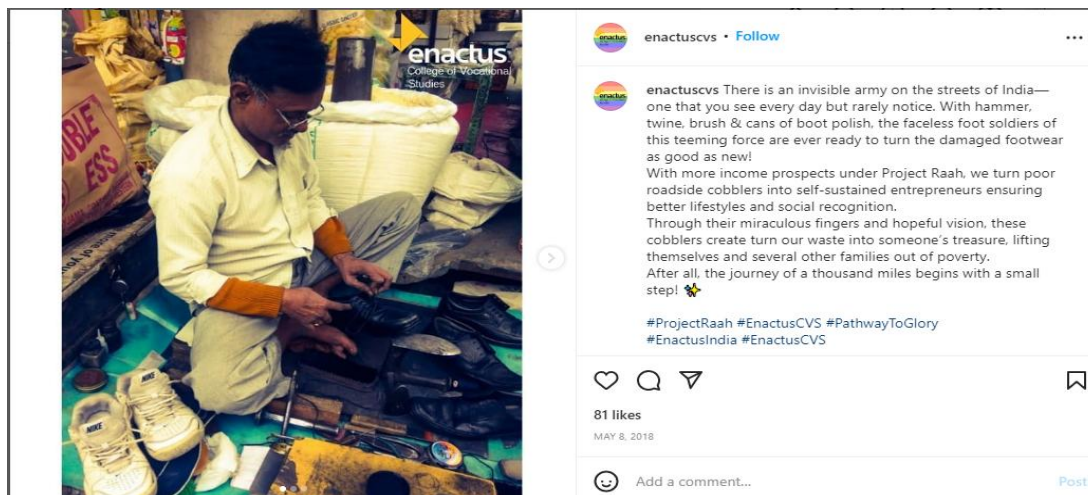 enactus
College of Vocational
Studies
UBLE
ESS
NIKE
NIKE
enactuscvs • Follow
enactuscvs There is an invisible army on the streets of India—
one that you see every day but rarely notice. With hammer,
twine, brush & cans of boot polish, the faceless foot soldiers of
this teeming force are ever ready to turn the damaged footwear
as good as new!
With more income prospects under Project Raah, we turn poor
roadside cobblers into self-sustained entrepreneurs ensuring
better lifestyles and social recognition.
Through their miraculous fingers and hopeful vision, these
cobblers create turn our waste into someone's treasure, lifting
themselves and several other families out of poverty.
After all, the journey of a thousand miles begins with a small
step! ✨
#ProjectRaah #EnactusCVS #PathwayToGlory
#EnactusIndia #EnactusCVS
81 likes
MAY 8, 2018
Add a comment...
Post